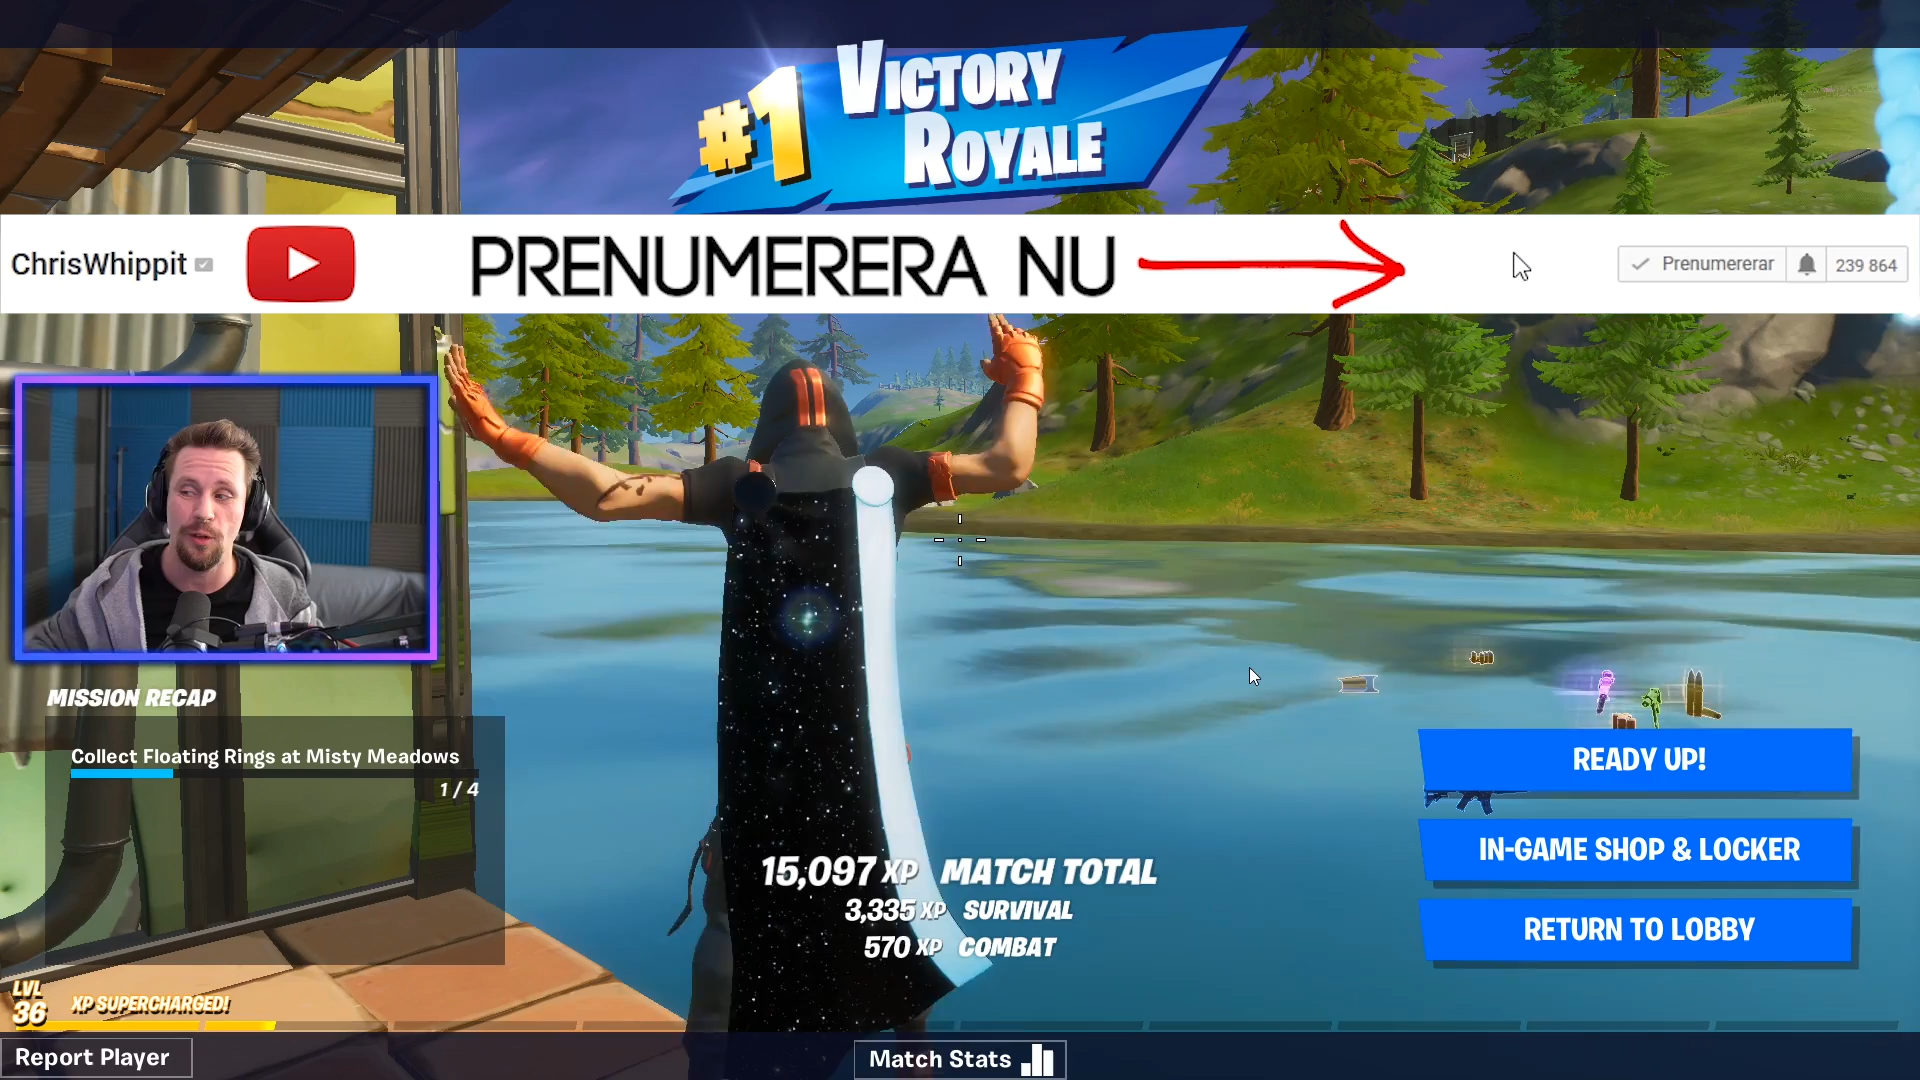 #1 VICTORY
ROYALE
ChrisWhippit
PRENUMERERA NU
Prenumererar
239 864
MISSION RECAP
Collect Floating Rings at Misty Meadows
1 / 4
READY UP!
IN-GAME SHOP & LOCKER
RETURN TO LOBBY
15,097 XP MATCH TOTAL
3,335 XP SURVIVAL
570 XP COMBAT
LVL
36
XP SUPERCHARGED!
Report Player
Match Stats